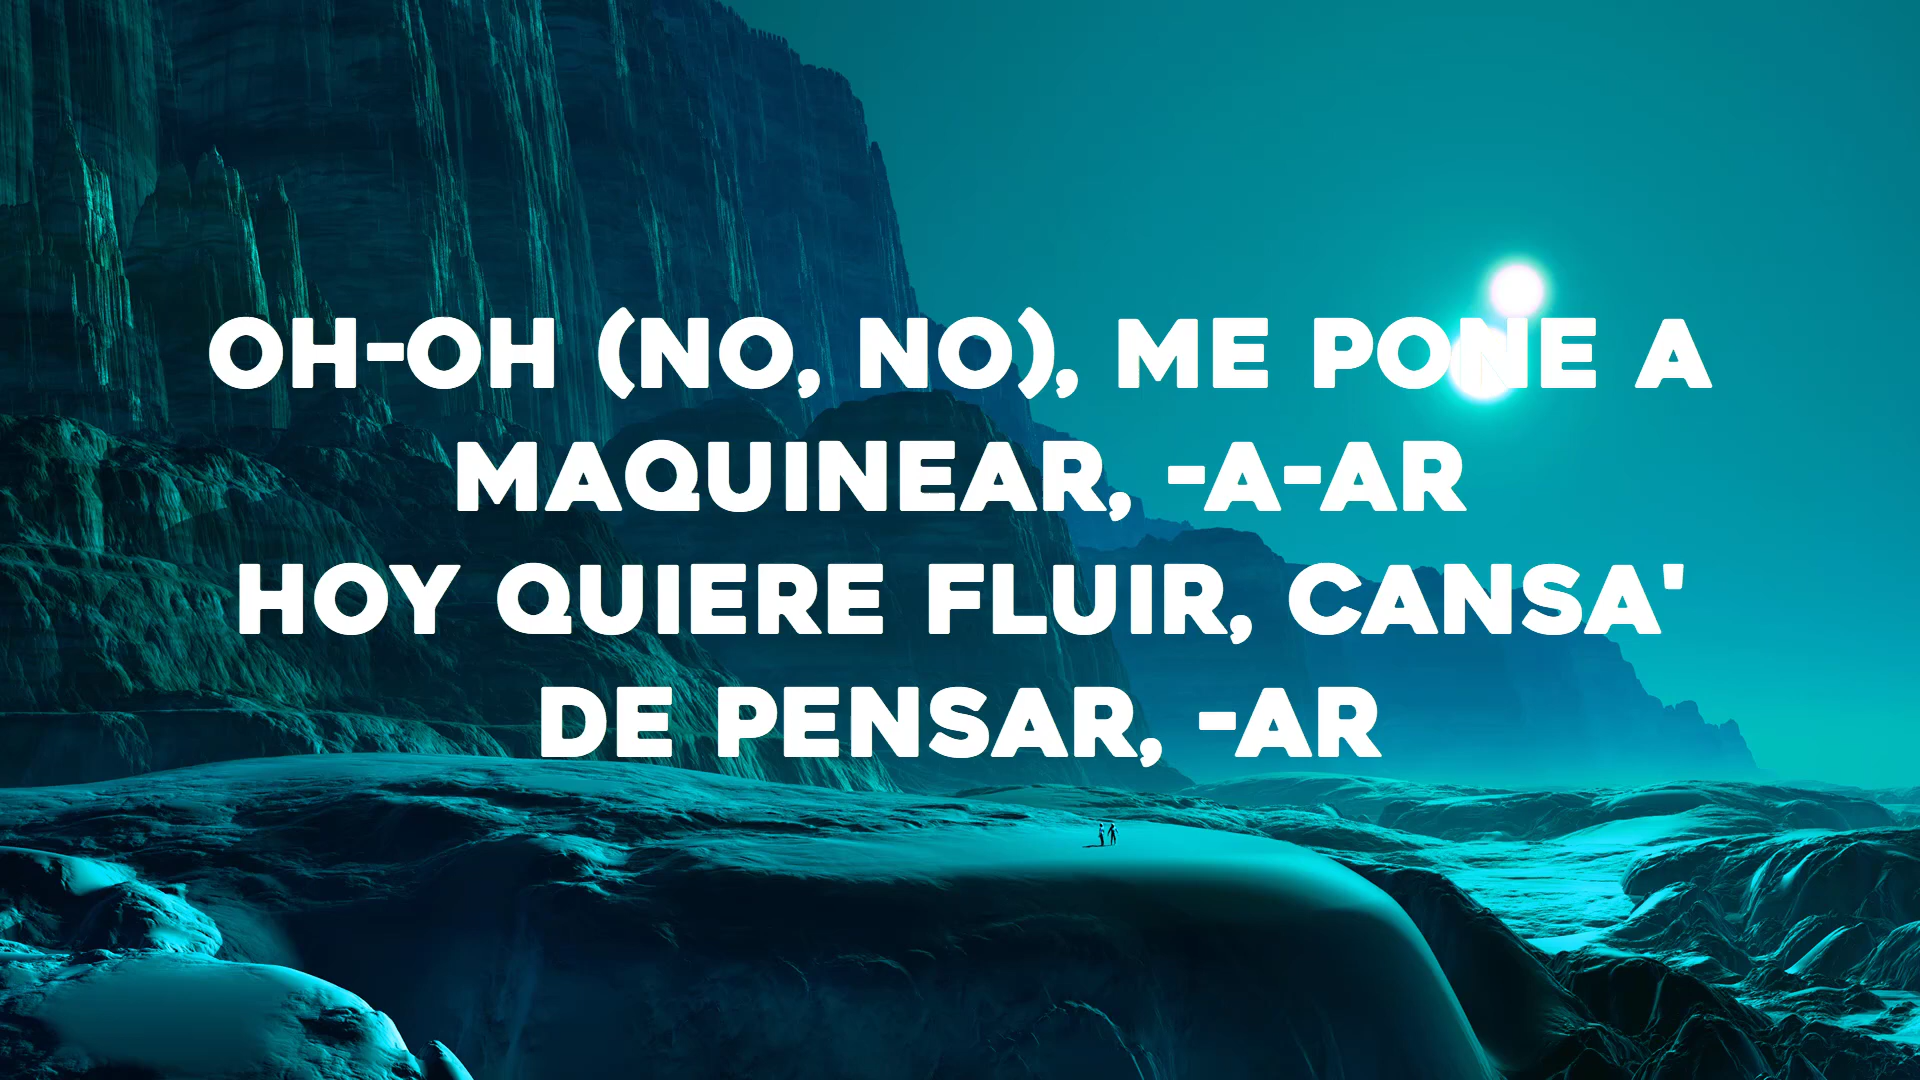 OH-OH (NO, NO), ME PONE A
MAQUINEAR, -A-AR
HOY QUIERE FLUIR, CANSA'
DE PENSAR, -AR